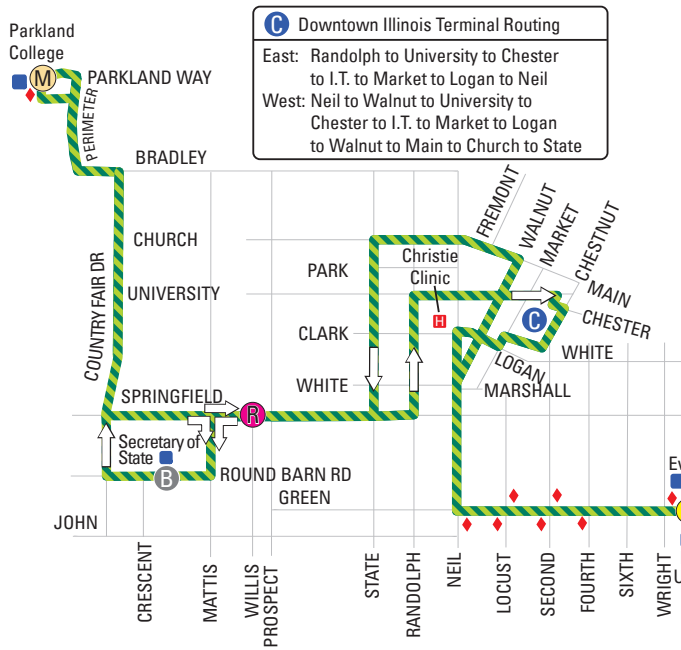 Parkland
College
M
PARKLAND WAY
PERIMETER
C Downtown Illinois Terminal Routing
East: Randolph to University to Chester
to I.T. to Market to Logan to Neil
West: Neil to Walnut to University to
Chester to I.T. to Market to Logan
to Walnut to Main to Church to State
BRADLEY
CHURCH
UNIVERSITY
COUNTRY FAIR DR
SPRINGFIELD
FREMONT
WALNUT
MARKET
CHESTNUT
PARK
Christie
Clinic
H
CLARK
WHITE
MAIN
CHESTER
C
WHITE
LOGAN
MARSHALL
R
Secretary of
State
B
ROUND BARN RD
GREEN
JOHN
Ev
U
CRESCENT
MATTIS
WILLIS
PROSPECT
STATE
RANDOLPH
NEIL
LOCUST
SECOND
FOURTH
SIXTH
WRIGHT